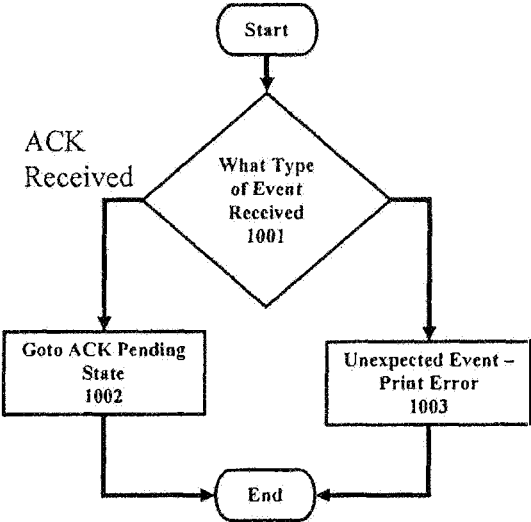 Start
ACK
Received
What Type
of Event
Received
1001
Goto ACK Pending
State
1002
Unexpected Event –
Print Error
1003
End